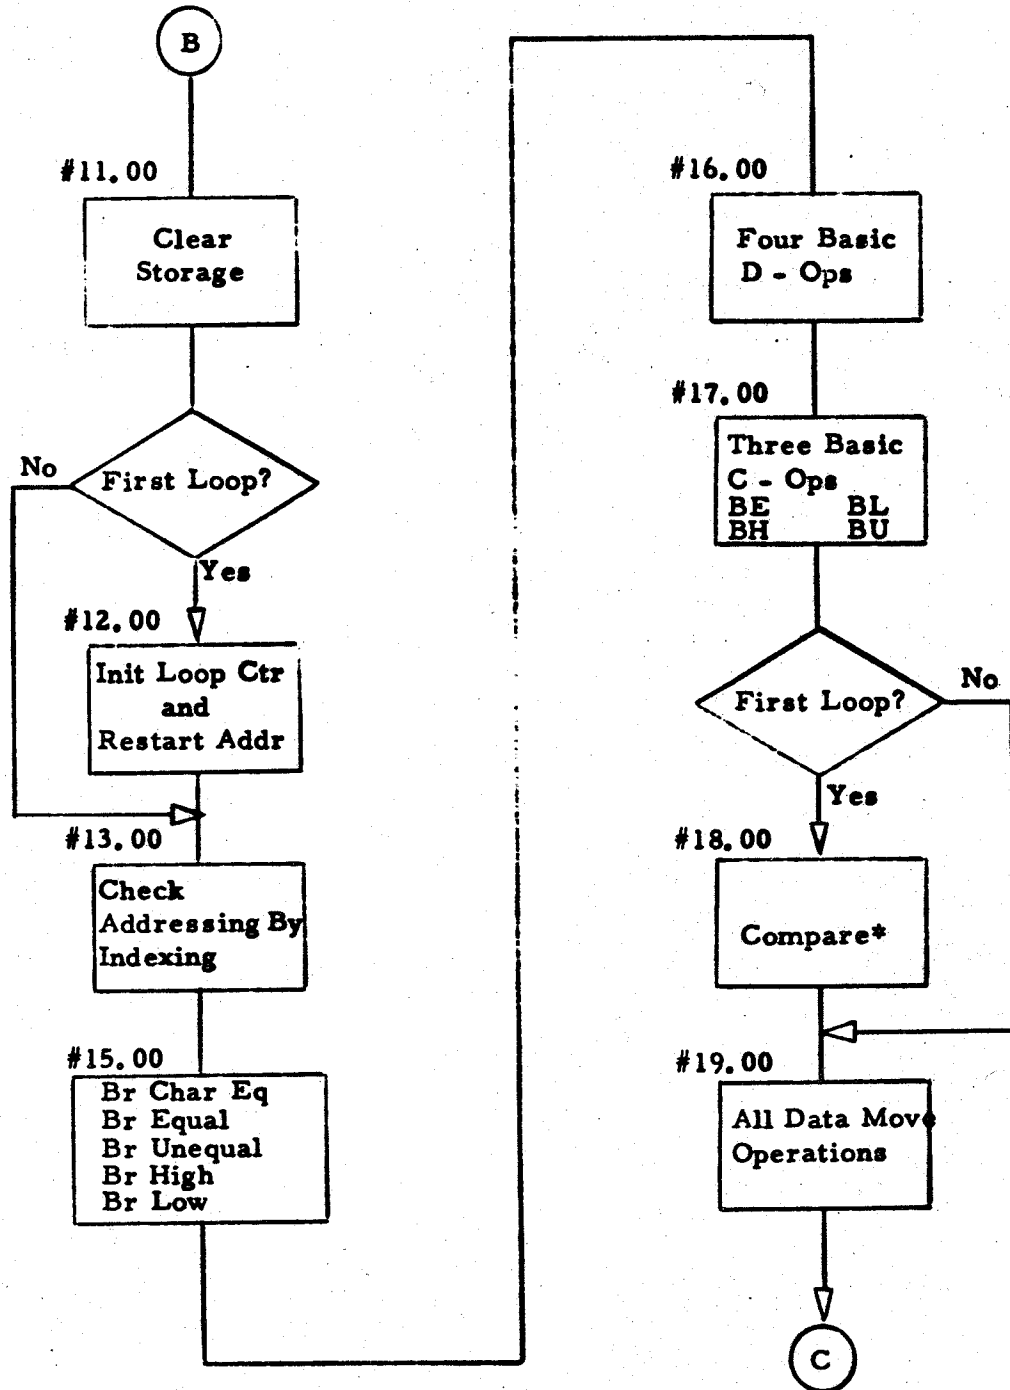 B
#11.00
Clear
Storage
First Loop?
No
Yes
#12.00
Init Loop Ctr
and
Restart Addr
#13.00
Check
Addressing By
Indexing
#15.00
Br Char Eq
Br Equal
Br Unequal
Br High
Br Low
#16.00
Four Basic
D - Ops
#17.00
Three Basic
C - Ops
BE BL
BH BU
First Loop?
No
Yes
#18.00
Compare*
#19.00
All Data Move
Operations
C